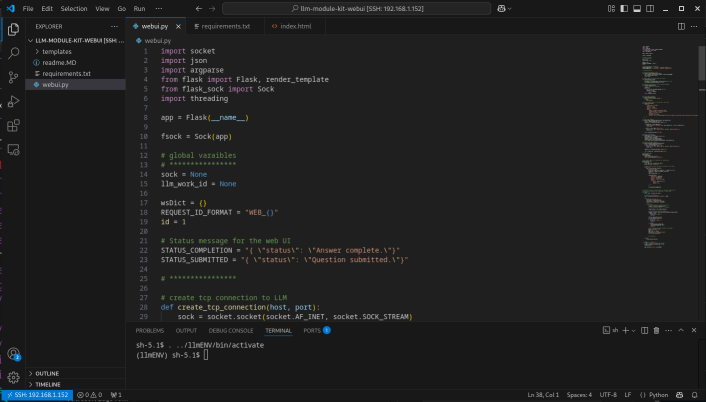 File Edit Selection View Go Run
llm-module-kit-webui [SSH: 192.168.1.152]
EXPLORER
LLM-MODULE-KIT-WEBUI [SSH: 192....
templates
readme.MD
requirements.txt
webui.py
OUTLINE
TIMELINE
webui.py
requirements.txt
index.html
webui.py
1 import socket
2 import json
3 import argparse
4 from flask import Flask, render_template
5 from flask_sock import Sock
6 import threading
7
8 app = Flask(__name__)
9
10 fsock = Sock(app)
11
12 # global varaibles
13 # ****************
14 sock = None
15 llm_work_id = None
16
17 wsDict = {}
18 REQUEST_ID_FORMAT = "WEB_{}"
19 id = 1
20
21 # Status message for the web UI
22 STATUS_COMPLETION = "{ \"status\": \"Answer complete.\"}"
23 STATUS_SUBMITTED = "{ \"status\": \"Question submitted.\"}"
24
25 # ****************
26
27 # create tcp connection to LLM
28 def create_tcp_connection(host, port):
29 sock = socket.socket(socket.AF_INET, socket.SOCK_STREAM)
PROBLEMS OUTPUT DEBUG CONSOLE TERMINAL PORTS 1
sh
sh-5.1$ . ../llmENV/bin/activate
(llmENV) sh-5.1$
SSH: 192.168.1.152 0 0 1 Ln 38, Col 1 Spaces: 4 UTF-8 LF {} Python